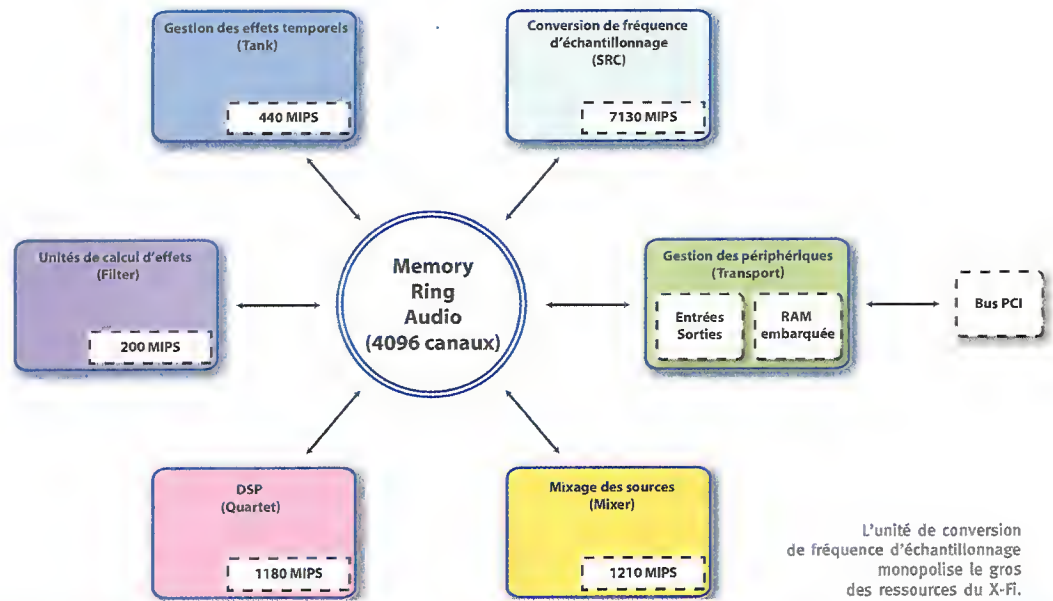 Gestion des effets temporels
(Tank)
440 MIPS
Conversion de fréquence
d'échantillonnage
(SRC)
7130 MIPS
Unités de calcul d'effets
(Filter)
200 MIPS
Memory
Ring
Audio
(4096 canaux)
Gestion des périphériques
(Transport)
Entrées
Sorties
RAM
embarquée
Bus PCI
DSP
(Quartet)
1180 MIPS
Mixage des sources
(Mixer)
1210 MIPS
L'unité de conversion
de fréquence d'échantillonnage
monopolise le gros
des ressources du X-Fi.